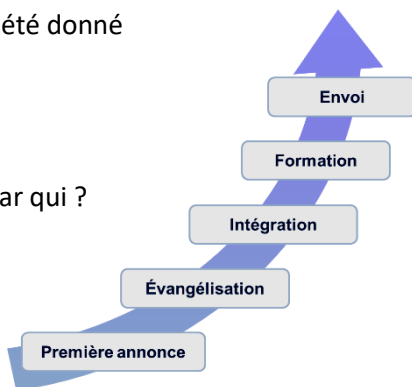 été donné
Envoi
Formation
ar qui ?
Intégration
Évangélisation
Première annonce